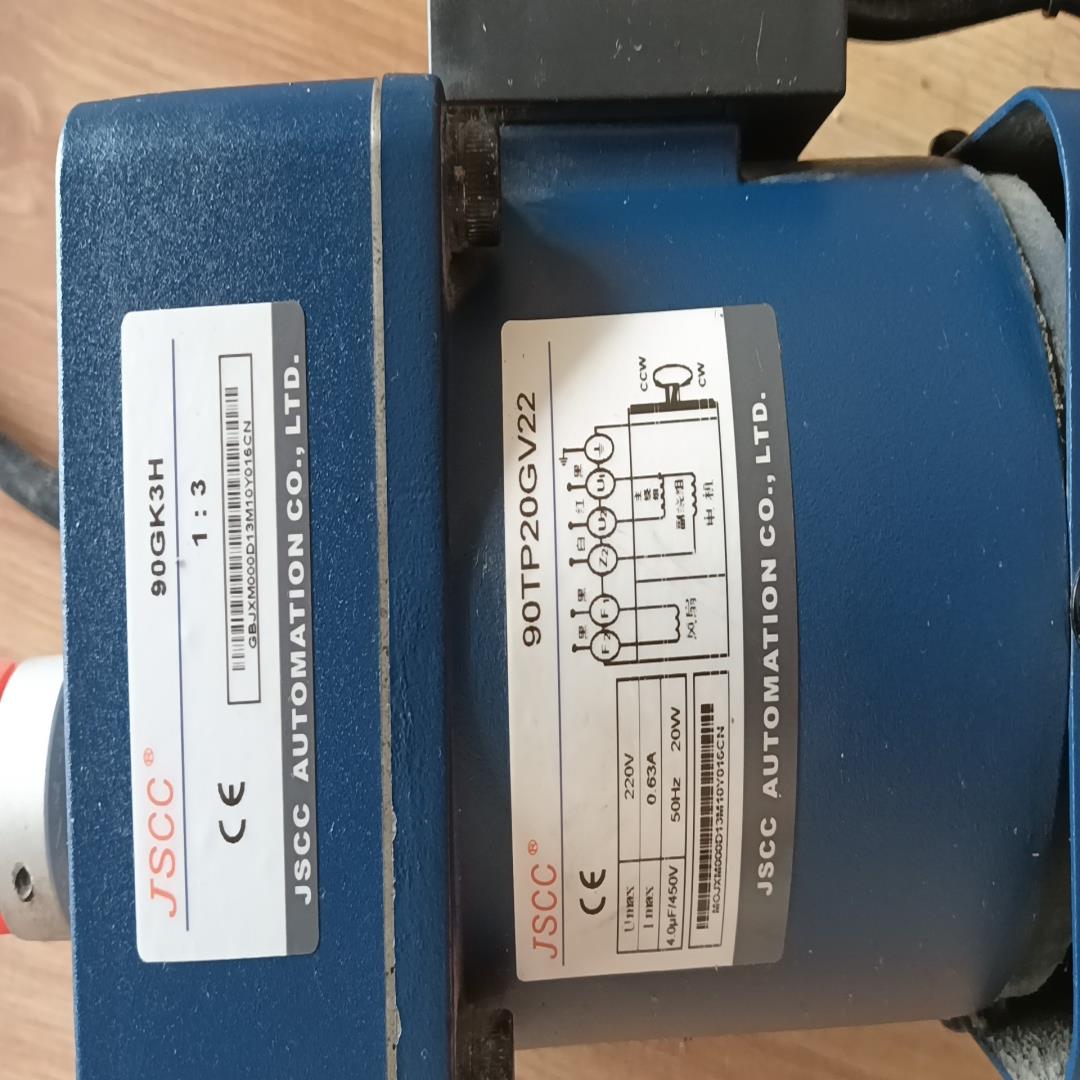 JSCC®
90GK3H
1 : 3
CE
GBJXM000D13M10Y016CN
JSCC AUTOMATION CO., LTD.
JSCC®
90TP20GV22
CE
Umax 220V
Imax 0.63A
4.0μF/450V 50Hz 20W
MOJXM000D13M10Y016CN
黑 黑 白 红 黑
F2 F1 Z2 U2 U1
主绕组
副绕组
风扇 电机
CCW
CW
JSCC AUTOMATION CO., LTD.